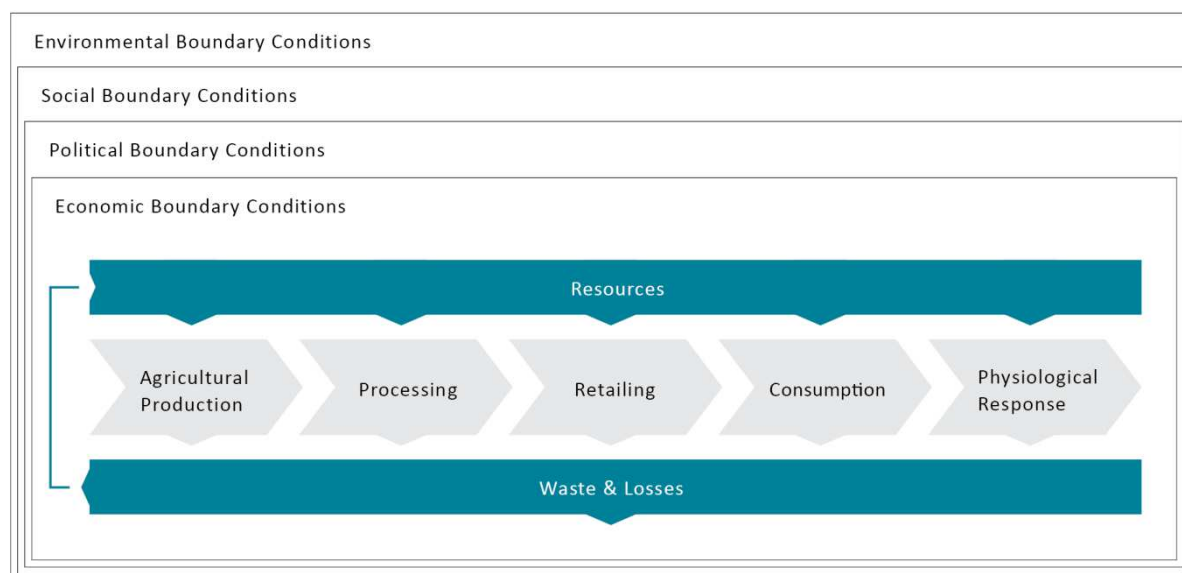 Environmental Boundary Conditions
Social Boundary Conditions
Political Boundary Conditions
Economic Boundary Conditions
Resources
Agricultural
Production
Processing
Retailing
Consumption
Physiological
Response
Waste & Losses